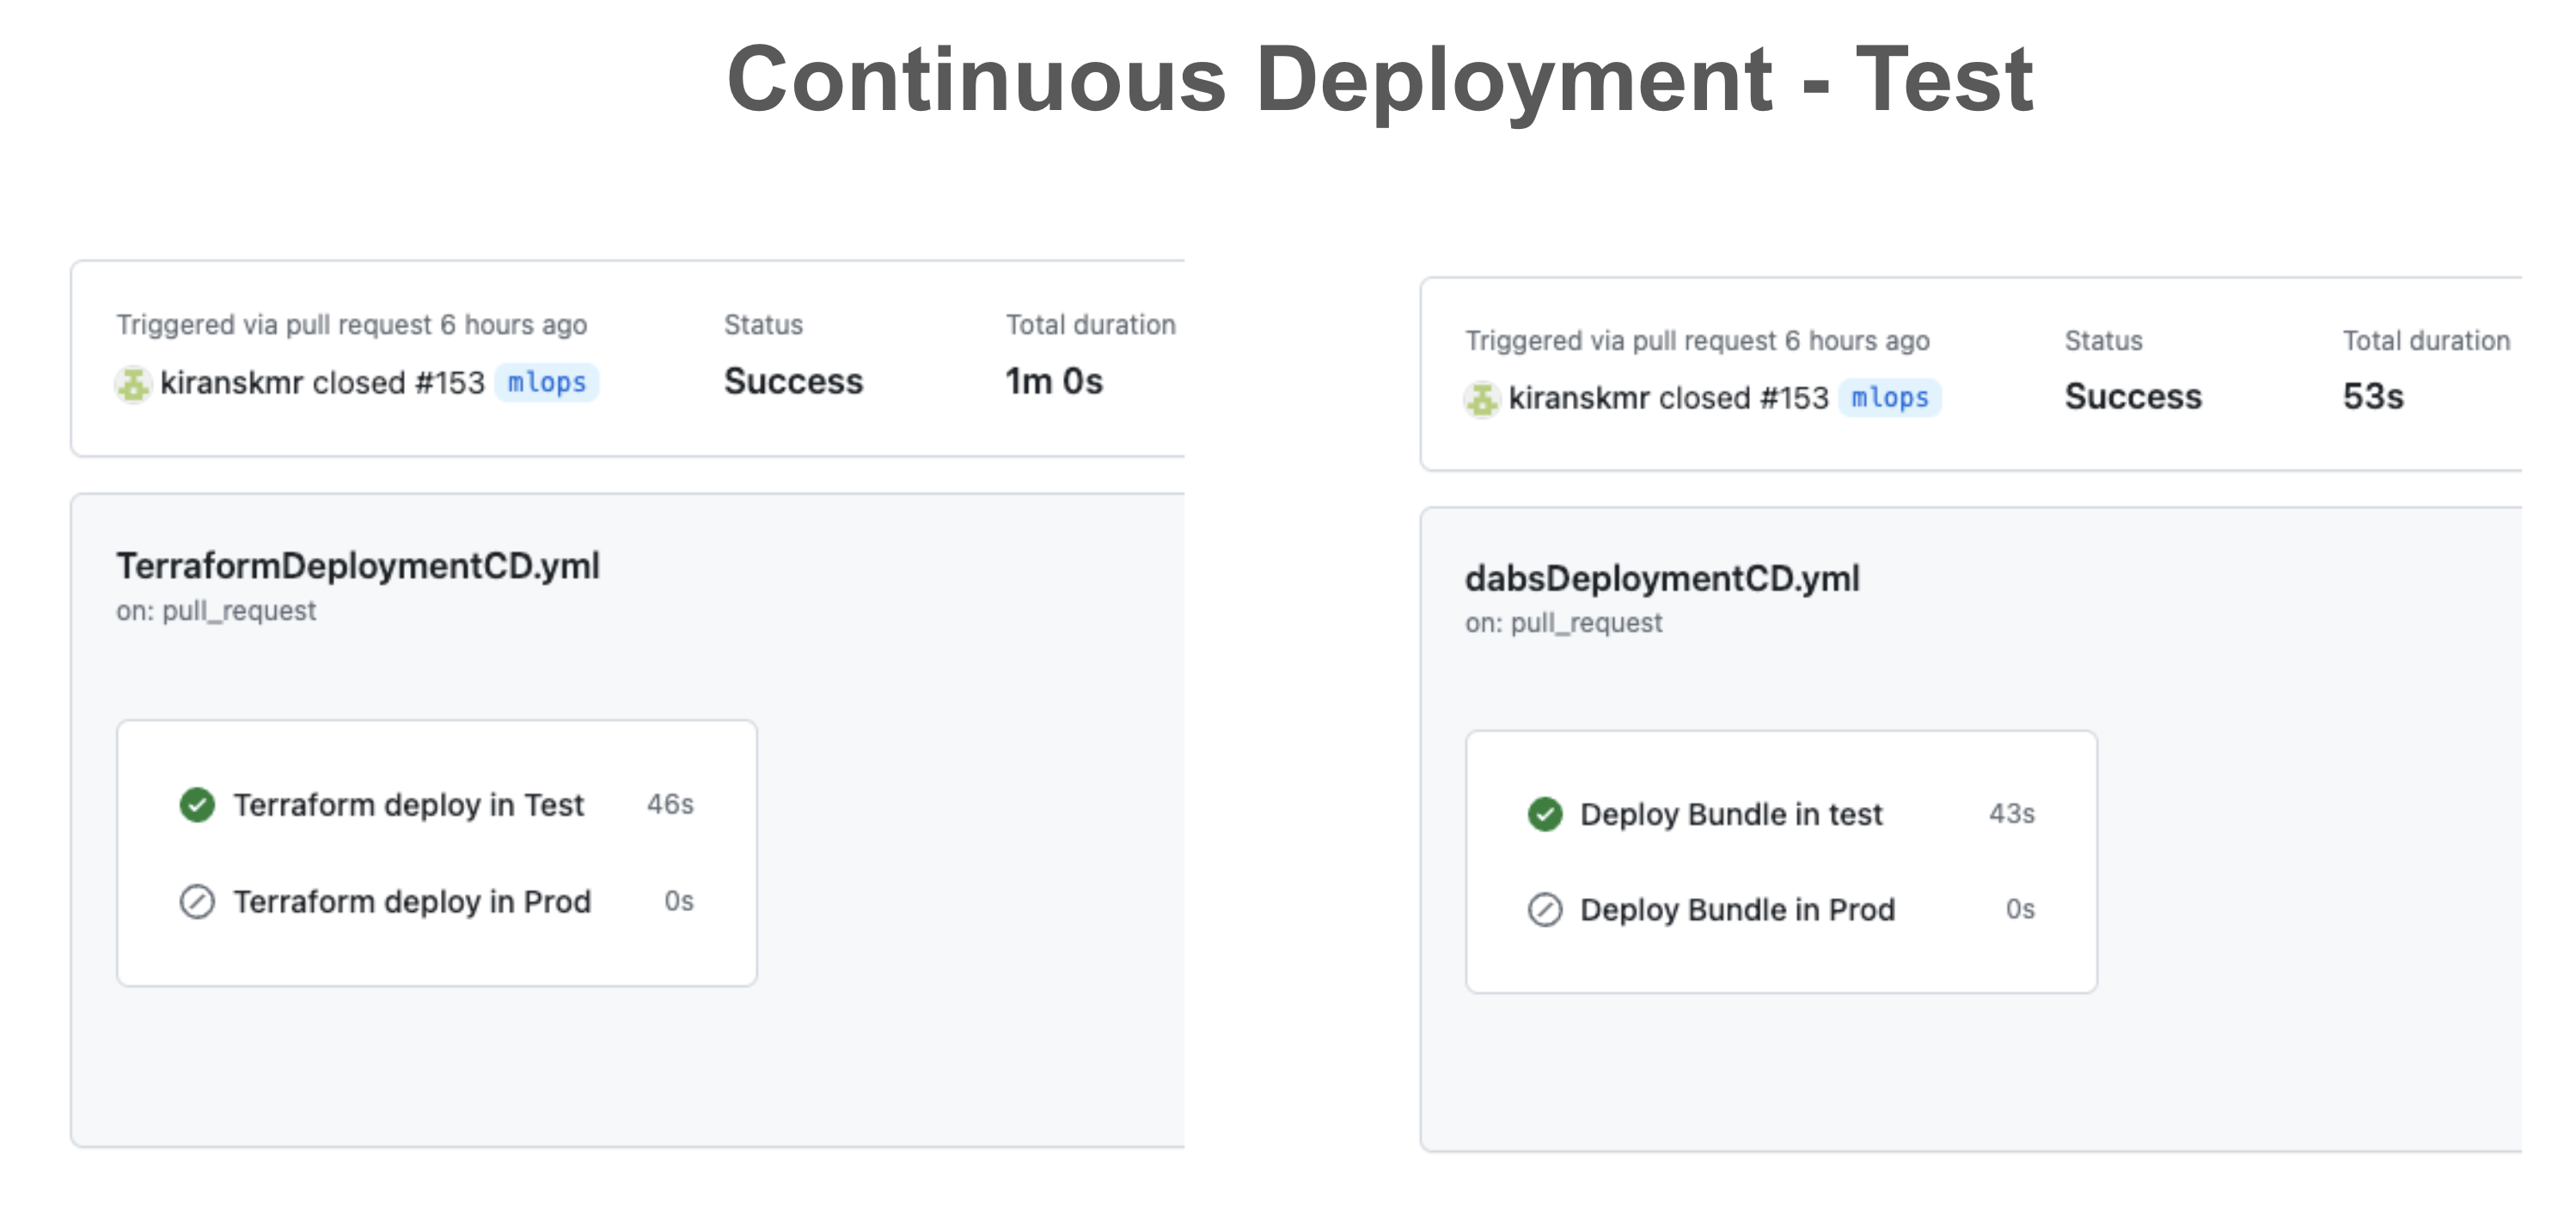 Continuous Deployment - Test
Triggered via pull request 6 hours ago
kiranskmr closed #153 mlops
Status
Success
Total duration
1m 0s
TerraformDeploymentCD.yml
on: pull_request
Terraform deploy in Test 46s
Terraform deploy in Prod 0s
Triggered via pull request 6 hours ago
kiranskmr closed #153 mlops
Status
Success
Total duration
53s
dabsDeploymentCD.yml
on: pull_request
Deploy Bundle in test 43s
Deploy Bundle in Prod 0s